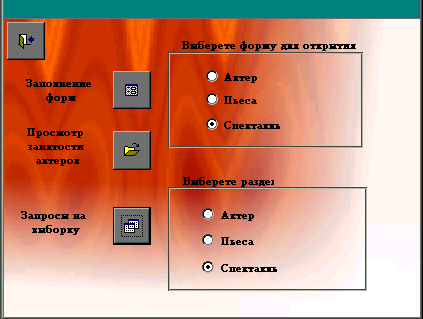 Выберете форму для открытия
Заполнение
форм
Актер
Пьеса
Спектакль
Просмотр
занятости
актеров
Выберете раздел
Запросы на
выборку
Актер
Пьеса
Спектакль